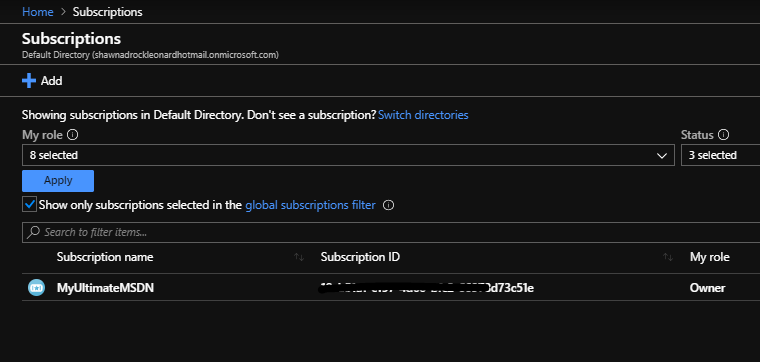 Home > Subscriptions
Subscriptions
Default Directory (shawnadrockleonardhotmail.onmicrosoft.com)
+ Add
Showing subscriptions in Default Directory. Don't see a subscription? Switch directories
My role Status
8 selected 3 selected
Apply
Show only subscriptions selected in the global subscriptions filter
Search to filter items...
Subscription name Subscription ID My role
MyUltimateMSDN d73c51e Owner